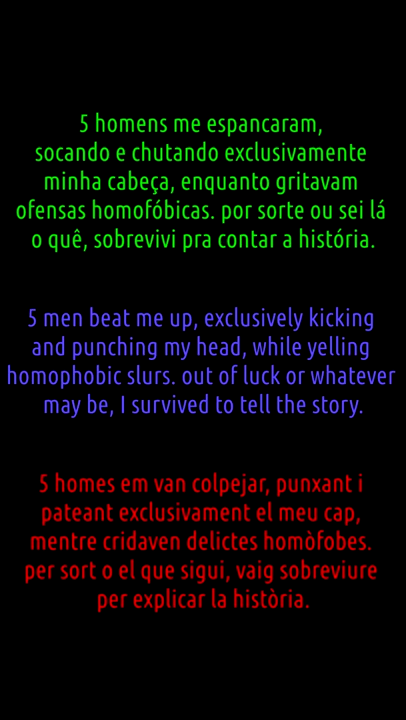 5 homens me espancaram,
socando e chutando exclusivamente
minha cabeça, enquanto gritavam
ofensas homofóbicas. por sorte ou sei lá
o quê, sobrevivi pra contar a história.
5 men beat me up, exclusively kicking
and punching my head, while yelling
homophobic slurs. out of luck or whatever
may be, I survived to tell the story.
5 homes em van colpejar, punxant i
pateant exclusivament el meu cap,
mentre cridaven delictes homòfobes.
per sort o el que sigui, vaig sobreviure
per explicar la història.